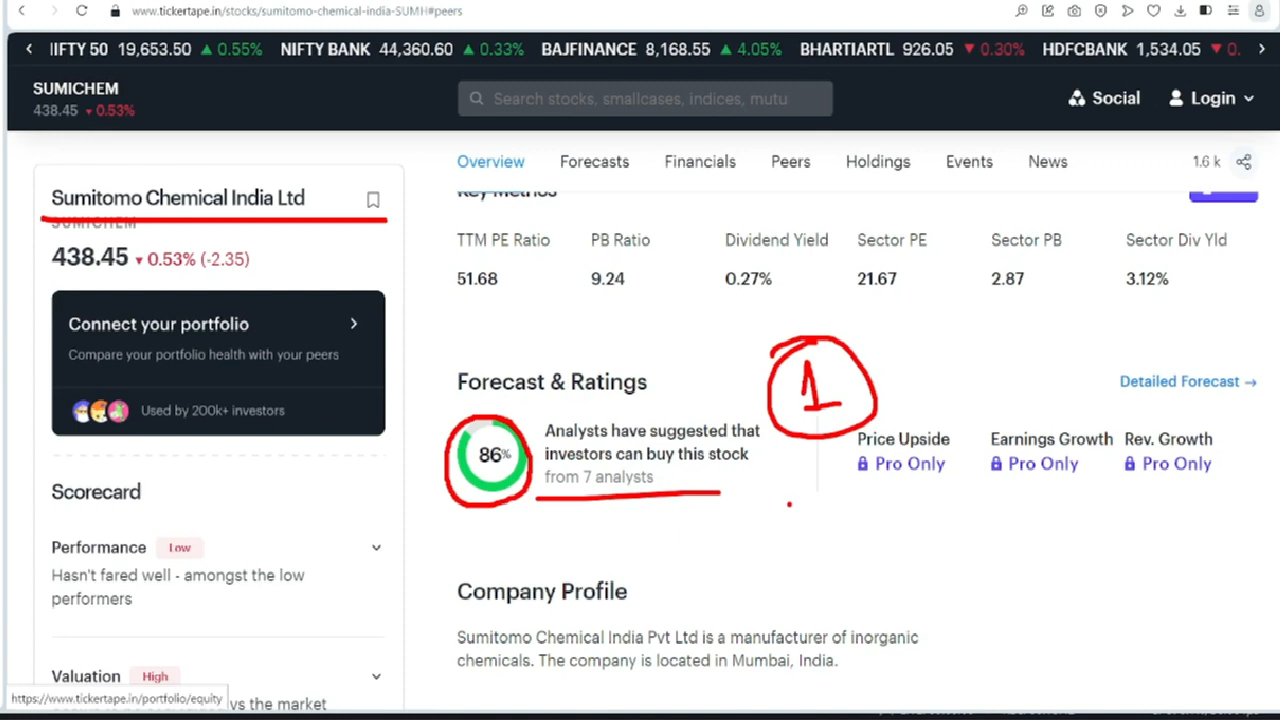 www.tickertape.in/stocks/sumitomo-chemical-india-SUMH#peers
IIFTY 50 19,653.50 ▲ 0.55% NIFTY BANK 44,360.60 ▲ 0.33% BAJFINANCE 8,168.55 ▲ 4.05% BHARTIARTL 926.05 ▼ 0.30% HDFCBANK 1,534.05 ▼ 0.
SUMICHEM
438.45 ▾ 0.53%
Search stocks, smallcases, indices, mutu
Social
Login
Overview Forecasts Financials Peers Holdings Events News
1.6 k
Sumitomo Chemical India Ltd
SUMICHEM
438.45 ▾ 0.53% (-2.35)
Connect your portfolio
Compare your portfolio health with your peers
Used by 200k+ investors
Scorecard
Performance Low
Hasn't fared well - amongst the low
performers
Valuation High
vs the market
https://www.tickertape.in/portfolio/equity
Key Metrics
TTM PE Ratio PB Ratio Dividend Yield Sector PE Sector PB Sector Div Yld
51.68 9.24 0.27% 21.67 2.87 3.12%
1
Forecast & Ratings
Detailed Forecast →
86%
Analysts have suggested that
investors can buy this stock
from 7 analysts
Price Upside Earnings Growth Rev. Growth
Pro Only Pro Only Pro Only
Company Profile
Sumitomo Chemical India Pvt Ltd is a manufacturer of inorganic
chemicals. The company is located in Mumbai, India.